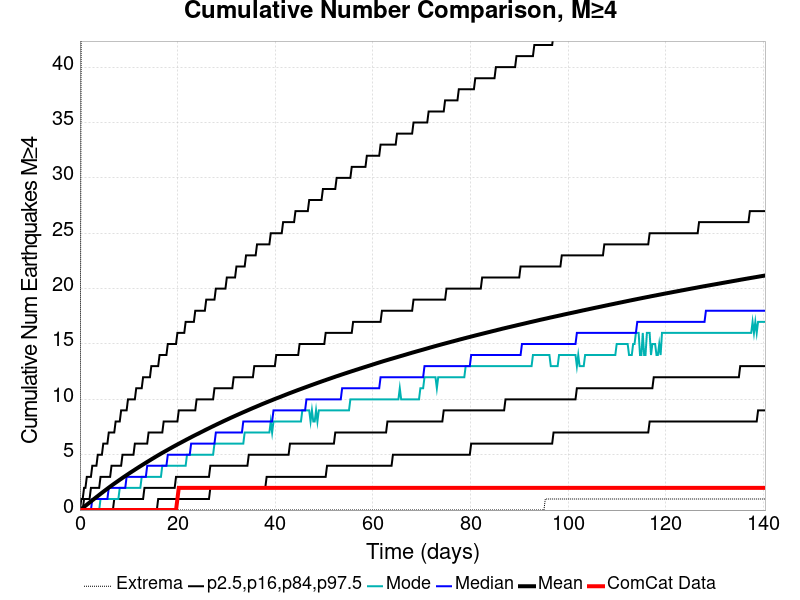 Cumulative Number Comparison, M≥4
Cumulative Num Earthquakes M≥4
40
35
30
25
20
15
10
5
0
0 20 40 60 80 100 120 140
Time (days)
Extrema p2.5,p16,p84,p97.5 Mode Median Mean ComCat Data